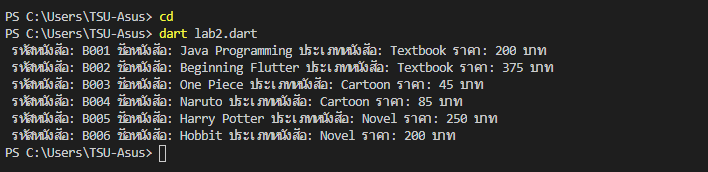 PS C:\Users\TSU-Asus> cd
PS C:\Users\TSU-Asus> dart lab2.dart
รหัสหนังสือ: B001 ชื่อหนังสือ: Java Programming ประเภทหนังสือ: Textbook ราคา: 200 บาท
รหัสหนังสือ: B002 ชื่อหนังสือ: Beginning Flutter ประเภทหนังสือ: Textbook ราคา: 375 บาท
รหัสหนังสือ: B003 ชื่อหนังสือ: One Piece ประเภทหนังสือ: Cartoon ราคา: 45 บาท
รหัสหนังสือ: B004 ชื่อหนังสือ: Naruto ประเภทหนังสือ: Cartoon ราคา: 85 บาท
รหัสหนังสือ: B005 ชื่อหนังสือ: Harry Potter ประเภทหนังสือ: Novel ราคา: 250 บาท
รหัสหนังสือ: B006 ชื่อหนังสือ: Hobbit ประเภทหนังสือ: Novel ราคา: 200 บาท
PS C:\Users\TSU-Asus>